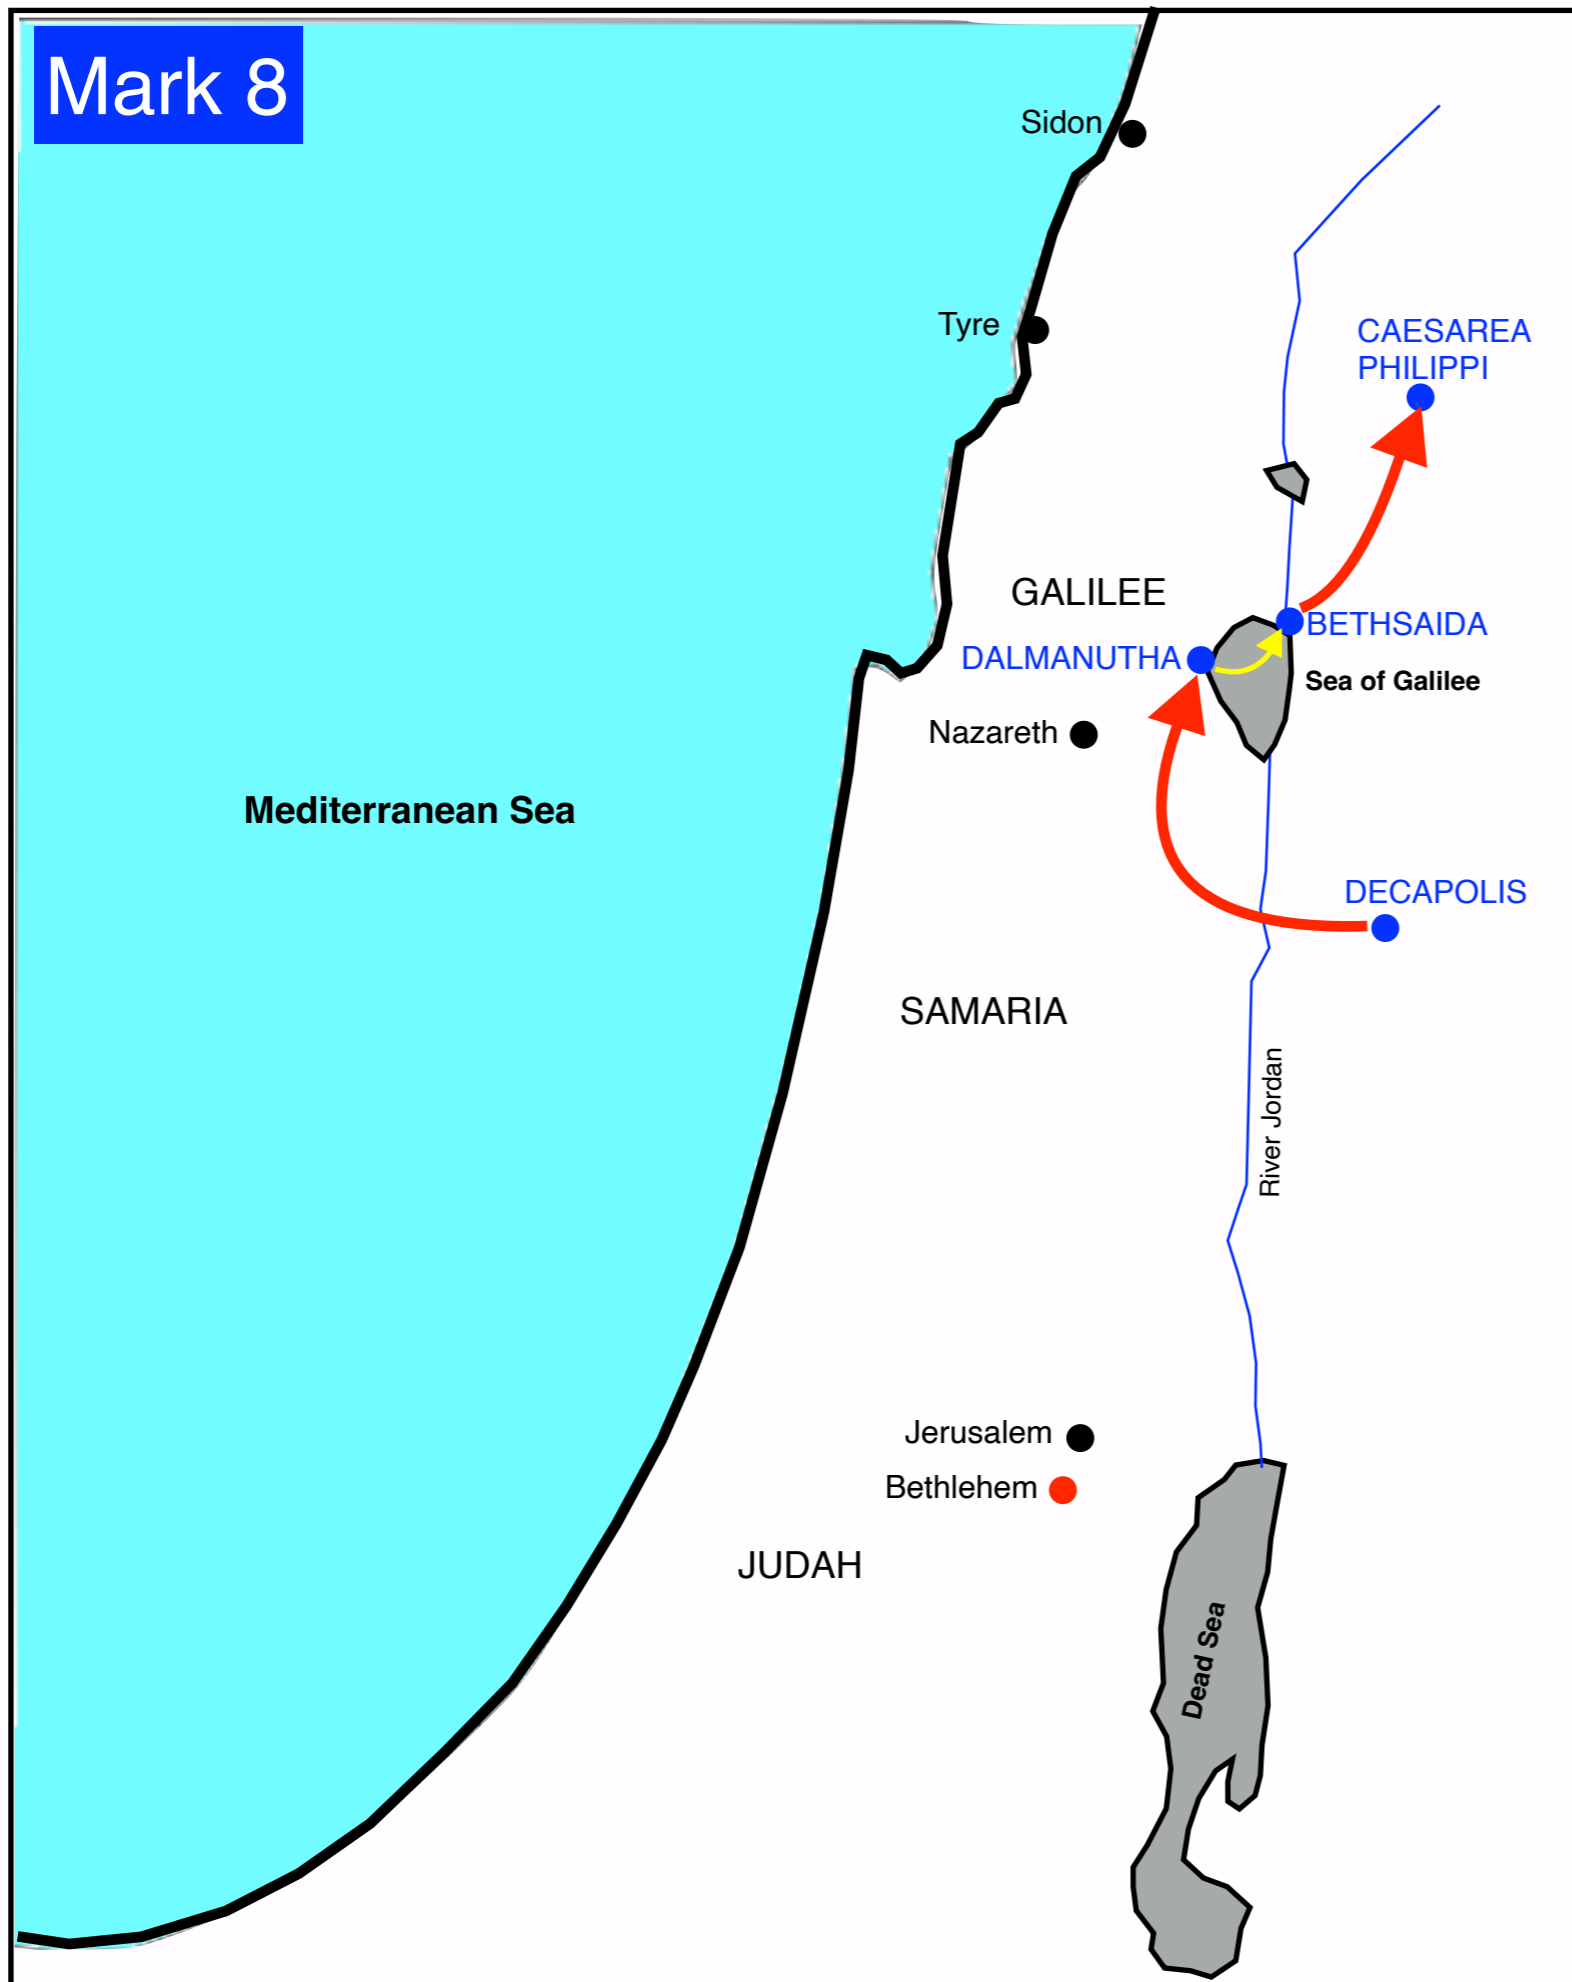 Mark 8
Sidon
Tyre
CAESAREA
PHILIPPI
GALILEE
BETHSAIDA
DALMANUTHA
Sea of Galilee
Nazareth
Mediterranean Sea
DECAPOLIS
SAMARIA
River Jordan
Jerusalem
Bethlehem
JUDAH
Dead Sea